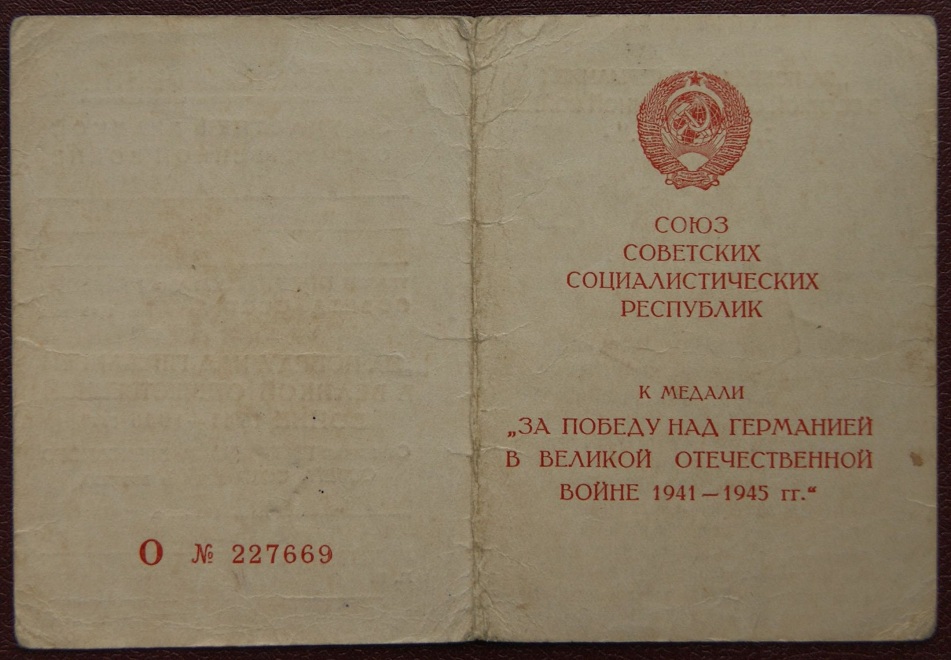 О № 227669
СОЮЗ
СОВЕТСКИХ
СОЦИАЛИСТИЧЕСКИХ
РЕСПУБЛИК
К МЕДАЛИ
„ЗА ПОБЕДУ НАД ГЕРМАНИЕЙ
В ВЕЛИКОЙ ОТЕЧЕСТВЕННОЙ
ВОЙНЕ 1941 — 1945 гг.“